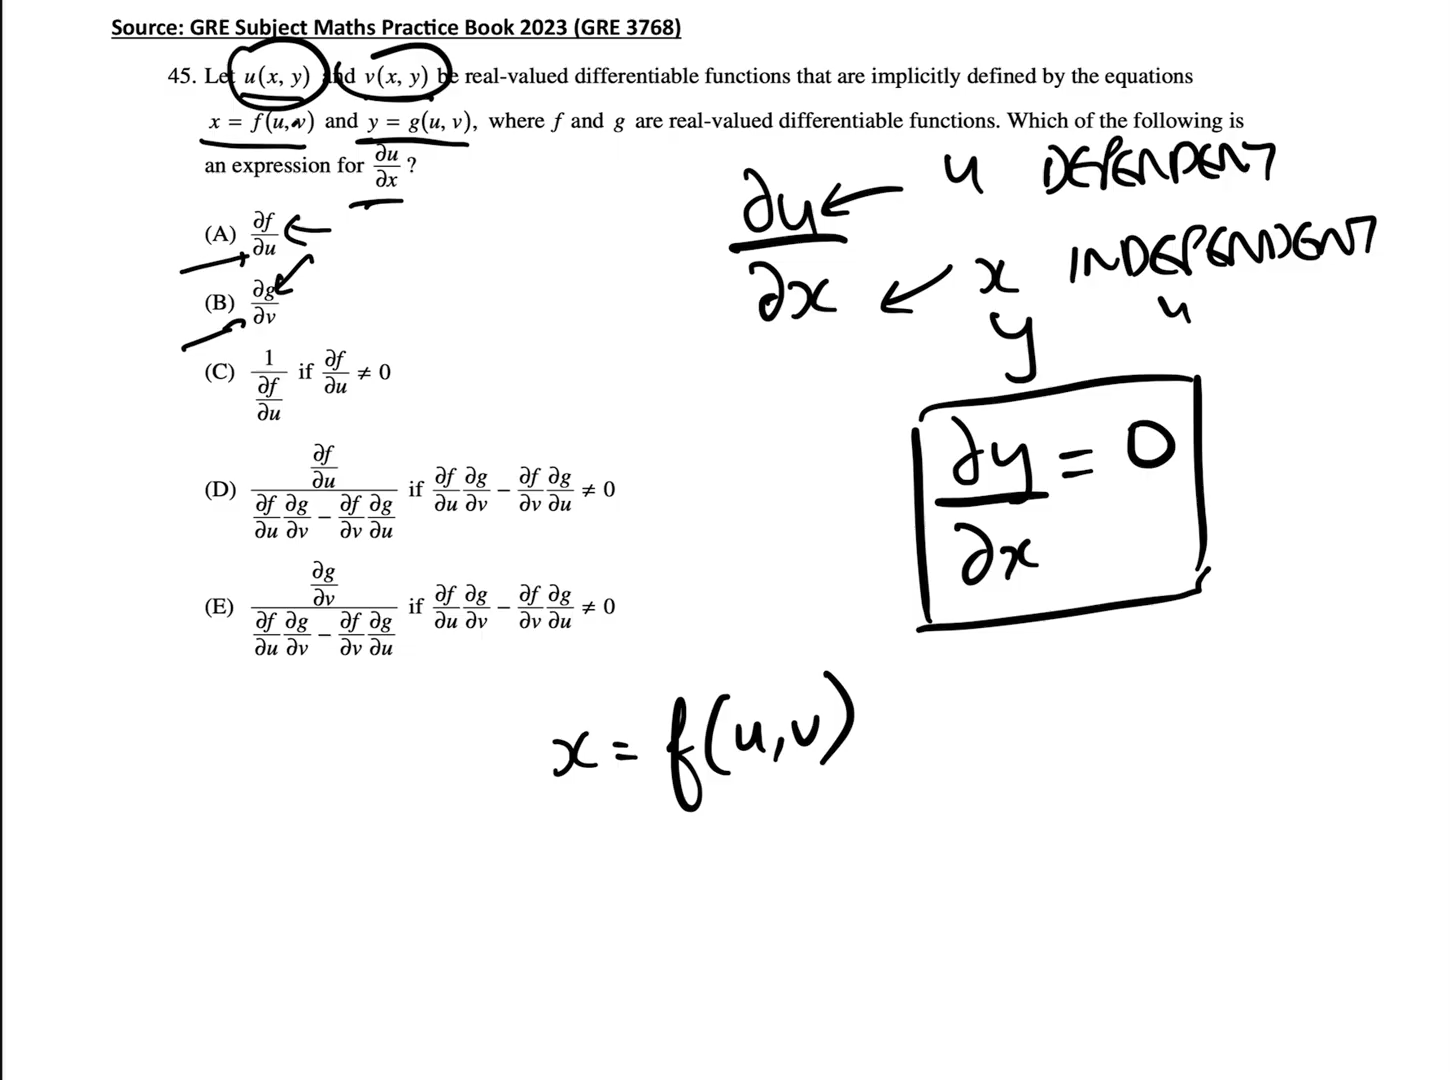 Source: GRE Subject Maths Practice Book 2023 (GRE 3768)
45. Let u(x, y) and v(x, y) be real-valued differentiable functions that are implicitly defined by the equations
x = f(u, v) and y = g(u, v), where f and g are real-valued differentiable functions. Which of the following is
an expression for ∂u/∂x ?
(A) ∂f/∂u
(B) ∂g/∂v
(C) 1/(∂f/∂u) if ∂f/∂u ≠ 0
(D) (∂f/∂u)/(∂f/∂u ∂g/∂v − ∂f/∂v ∂g/∂u) if ∂f/∂u ∂g/∂v − ∂f/∂v ∂g/∂u ≠ 0
(E) (∂g/∂v)/(∂f/∂u ∂g/∂v − ∂f/∂v ∂g/∂u) if ∂f/∂u ∂g/∂v − ∂f/∂v ∂g/∂u ≠ 0
∂u/∂x
u DEPENDENT
x INDEPENDENT
y "
∂y/∂x = 0
x = f(u,v)